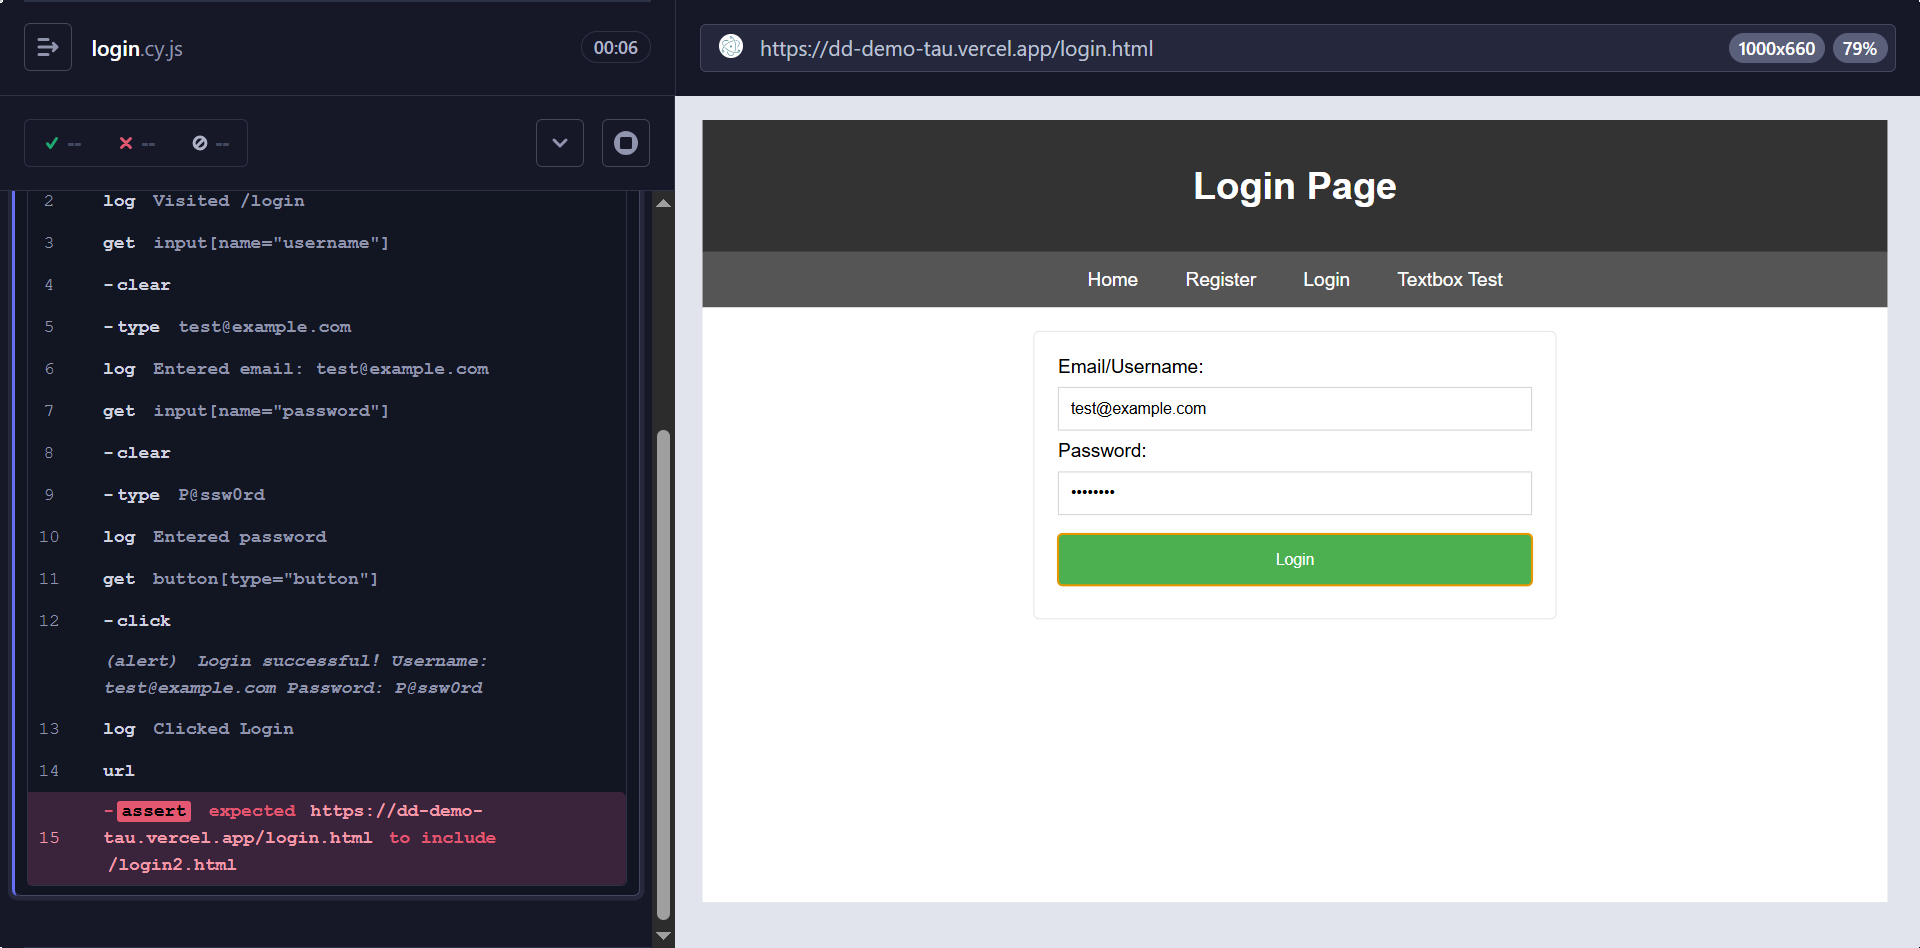 login.cy.js
00:06
-- -- --
2 log Visited /login
3 get input[name="username"]
4 -clear
5 -type test@example.com
6 log Entered email: test@example.com
7 get input[name="password"]
8 -clear
9 -type P@ssw0rd
10 log Entered password
11 get button[type="button"]
12 -click
(alert) Login successful! Username:
test@example.com Password: P@ssw0rd
13 log Clicked Login
14 url
-assert expected https://dd-demo-
15 tau.vercel.app/login.html to include
/login2.html
https://dd-demo-tau.vercel.app/login.html
1000x660 79%
Login Page
Home Register Login Textbox Test
Email/Username:
test@example.com
Password:
••••••••
Login